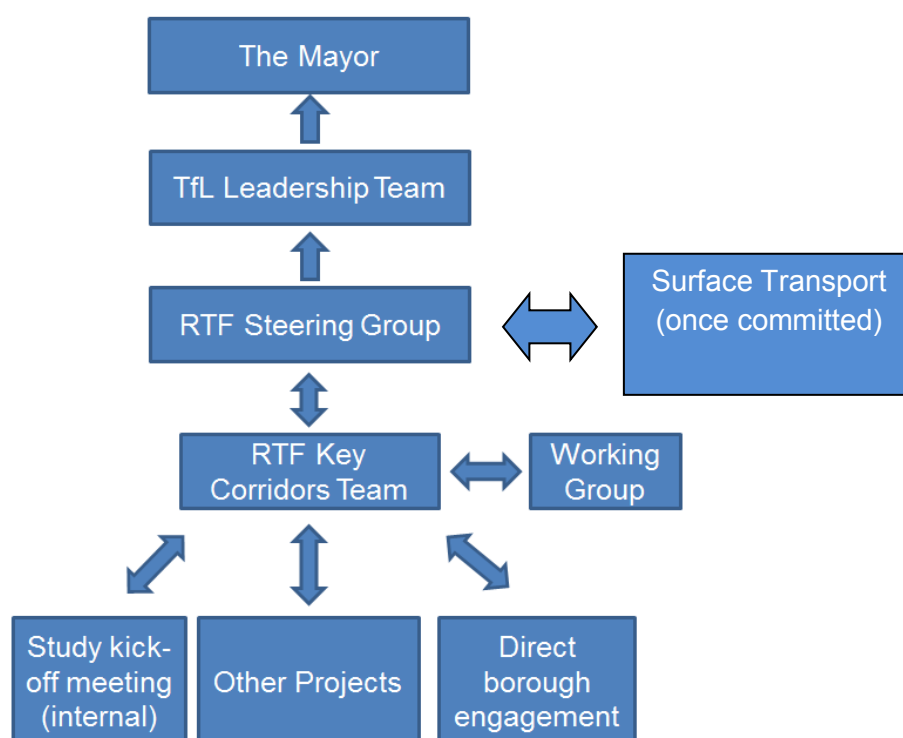 The Mayor
TfL Leadership Team
RTF Steering Group
Surface Transport
(once committed)
RTF Key
Corridors Team
Working
Group
Study kick-
off meeting
(internal)
Other Projects
Direct
borough
engagement